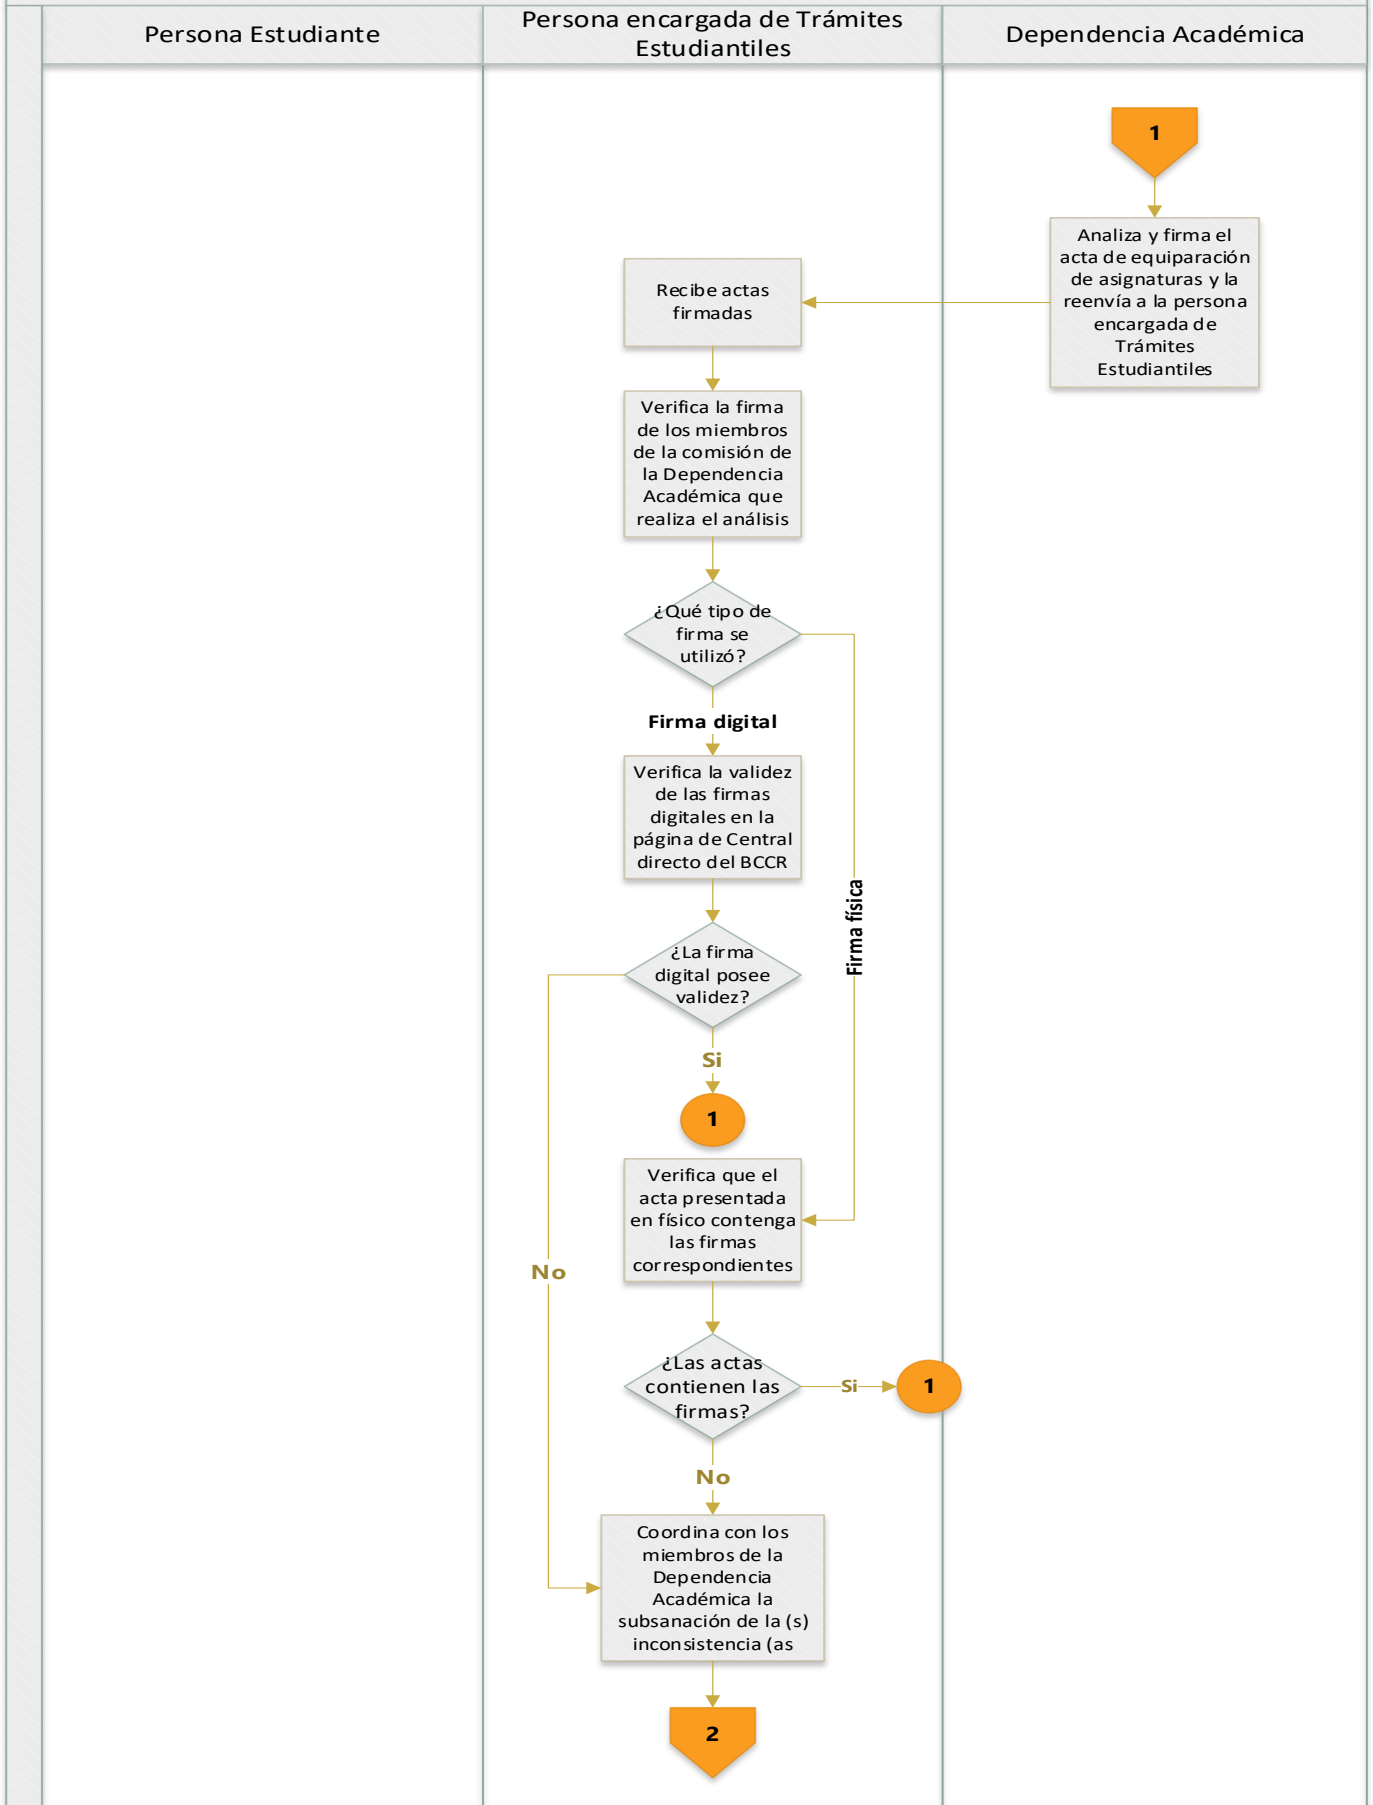 Persona Estudiante
Persona encargada de Trámites
Estudiantiles
Dependencia Académica
1
Analiza y firma el
acta de equiparación
de asignaturas y la
reenvía a la persona
encargada de
Trámites
Estudiantiles
Recibe actas
firmadas
Verifica la firma
de los miembros
de la comisión de
la Dependencia
Académica que
realiza el análisis
¿Qué tipo de
firma se
utilizó?
Firma digital
Firma física
Verifica la validez
de las firmas
digitales en la
página de Central
directo del BCCR
¿La firma
digital posee
validez?
Si
1
No
Verifica que el
acta presentada
en físico contenga
las firmas
correspondientes
¿Las actas
contienen las
firmas?
Si
1
No
Coordina con los
miembros de la
Dependencia
Académica la
subsanación de la (s)
inconsistencia (as
2